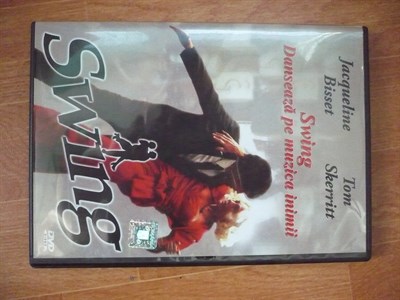 Jacqueline Bisset
Tom Skerritt
Swing
Dansează pe muzica inimii
Swing
DVD